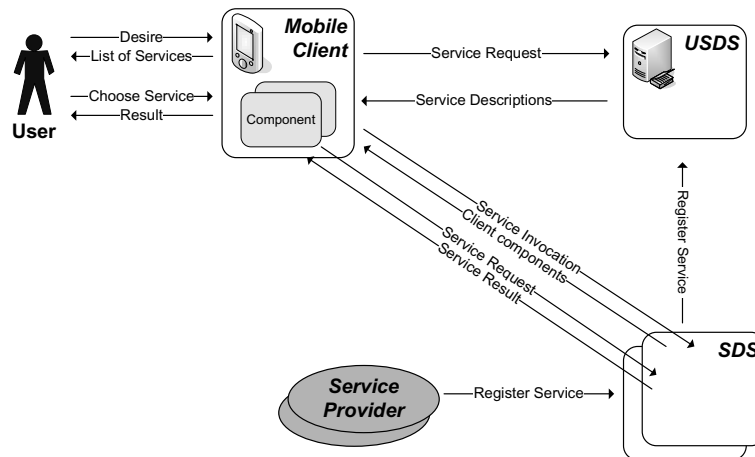 Desire
List of Services
Choose Service
Result
User
Mobile
Client
Component
Service Request
Service Descriptions
USDS
Service Invocation
Client components
Service Request
Service Result
Register Service
SDS
Service
Provider
Register Service